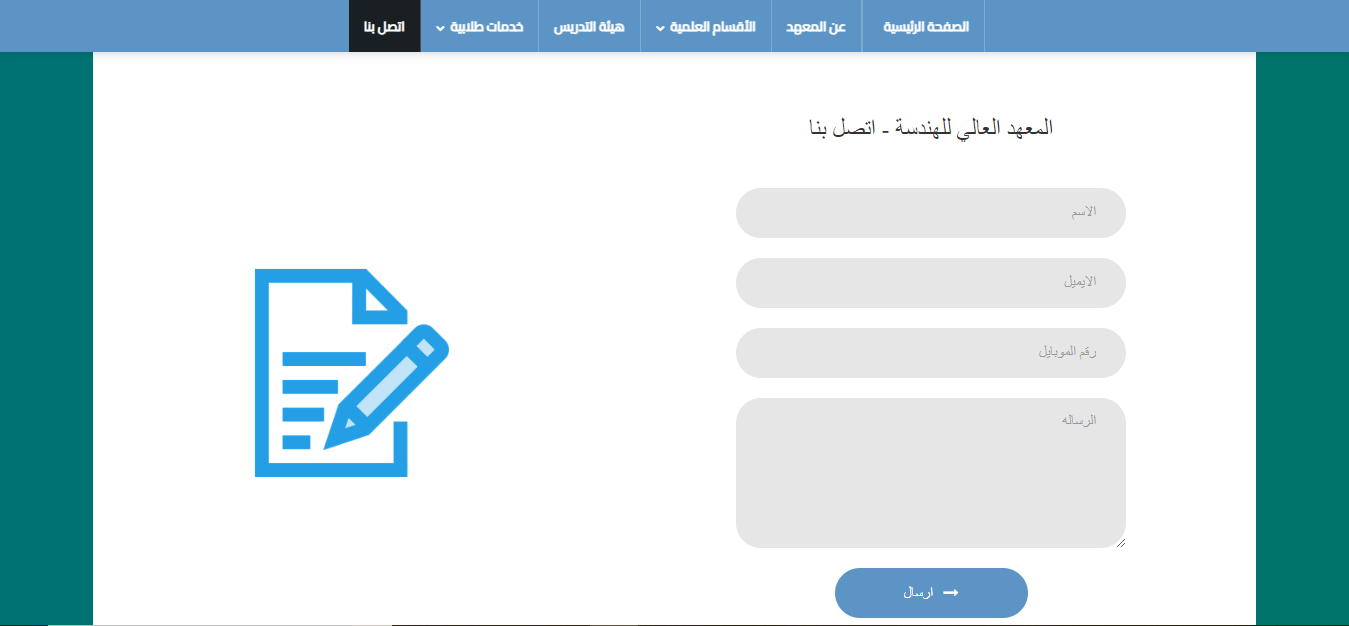 الصفحة الرئيسية
عن المعهد
الأقسام العلمية
هيئة التدريس
خدمات طلابية
اتصل بنا
المعهد العالي للهندسة - اتصل بنا
الاسم
الايميل
رقم الموبايل
الرساله
ارسال